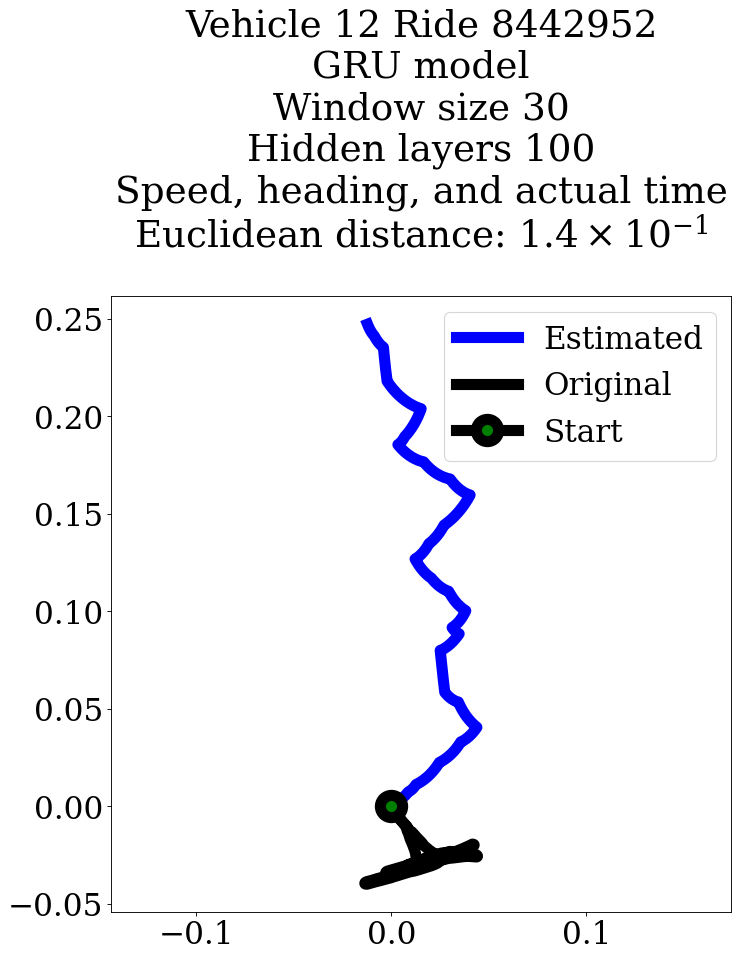 Vehicle 12 Ride 8442952
GRU model
Window size 30
Hidden layers 100
Speed, heading, and actual time
Euclidean distance: 1.4 × 10⁻¹
Estimated
Original
Start
0.25
0.20
0.15
0.10
0.05
0.00
−0.05
−0.1
0.0
0.1